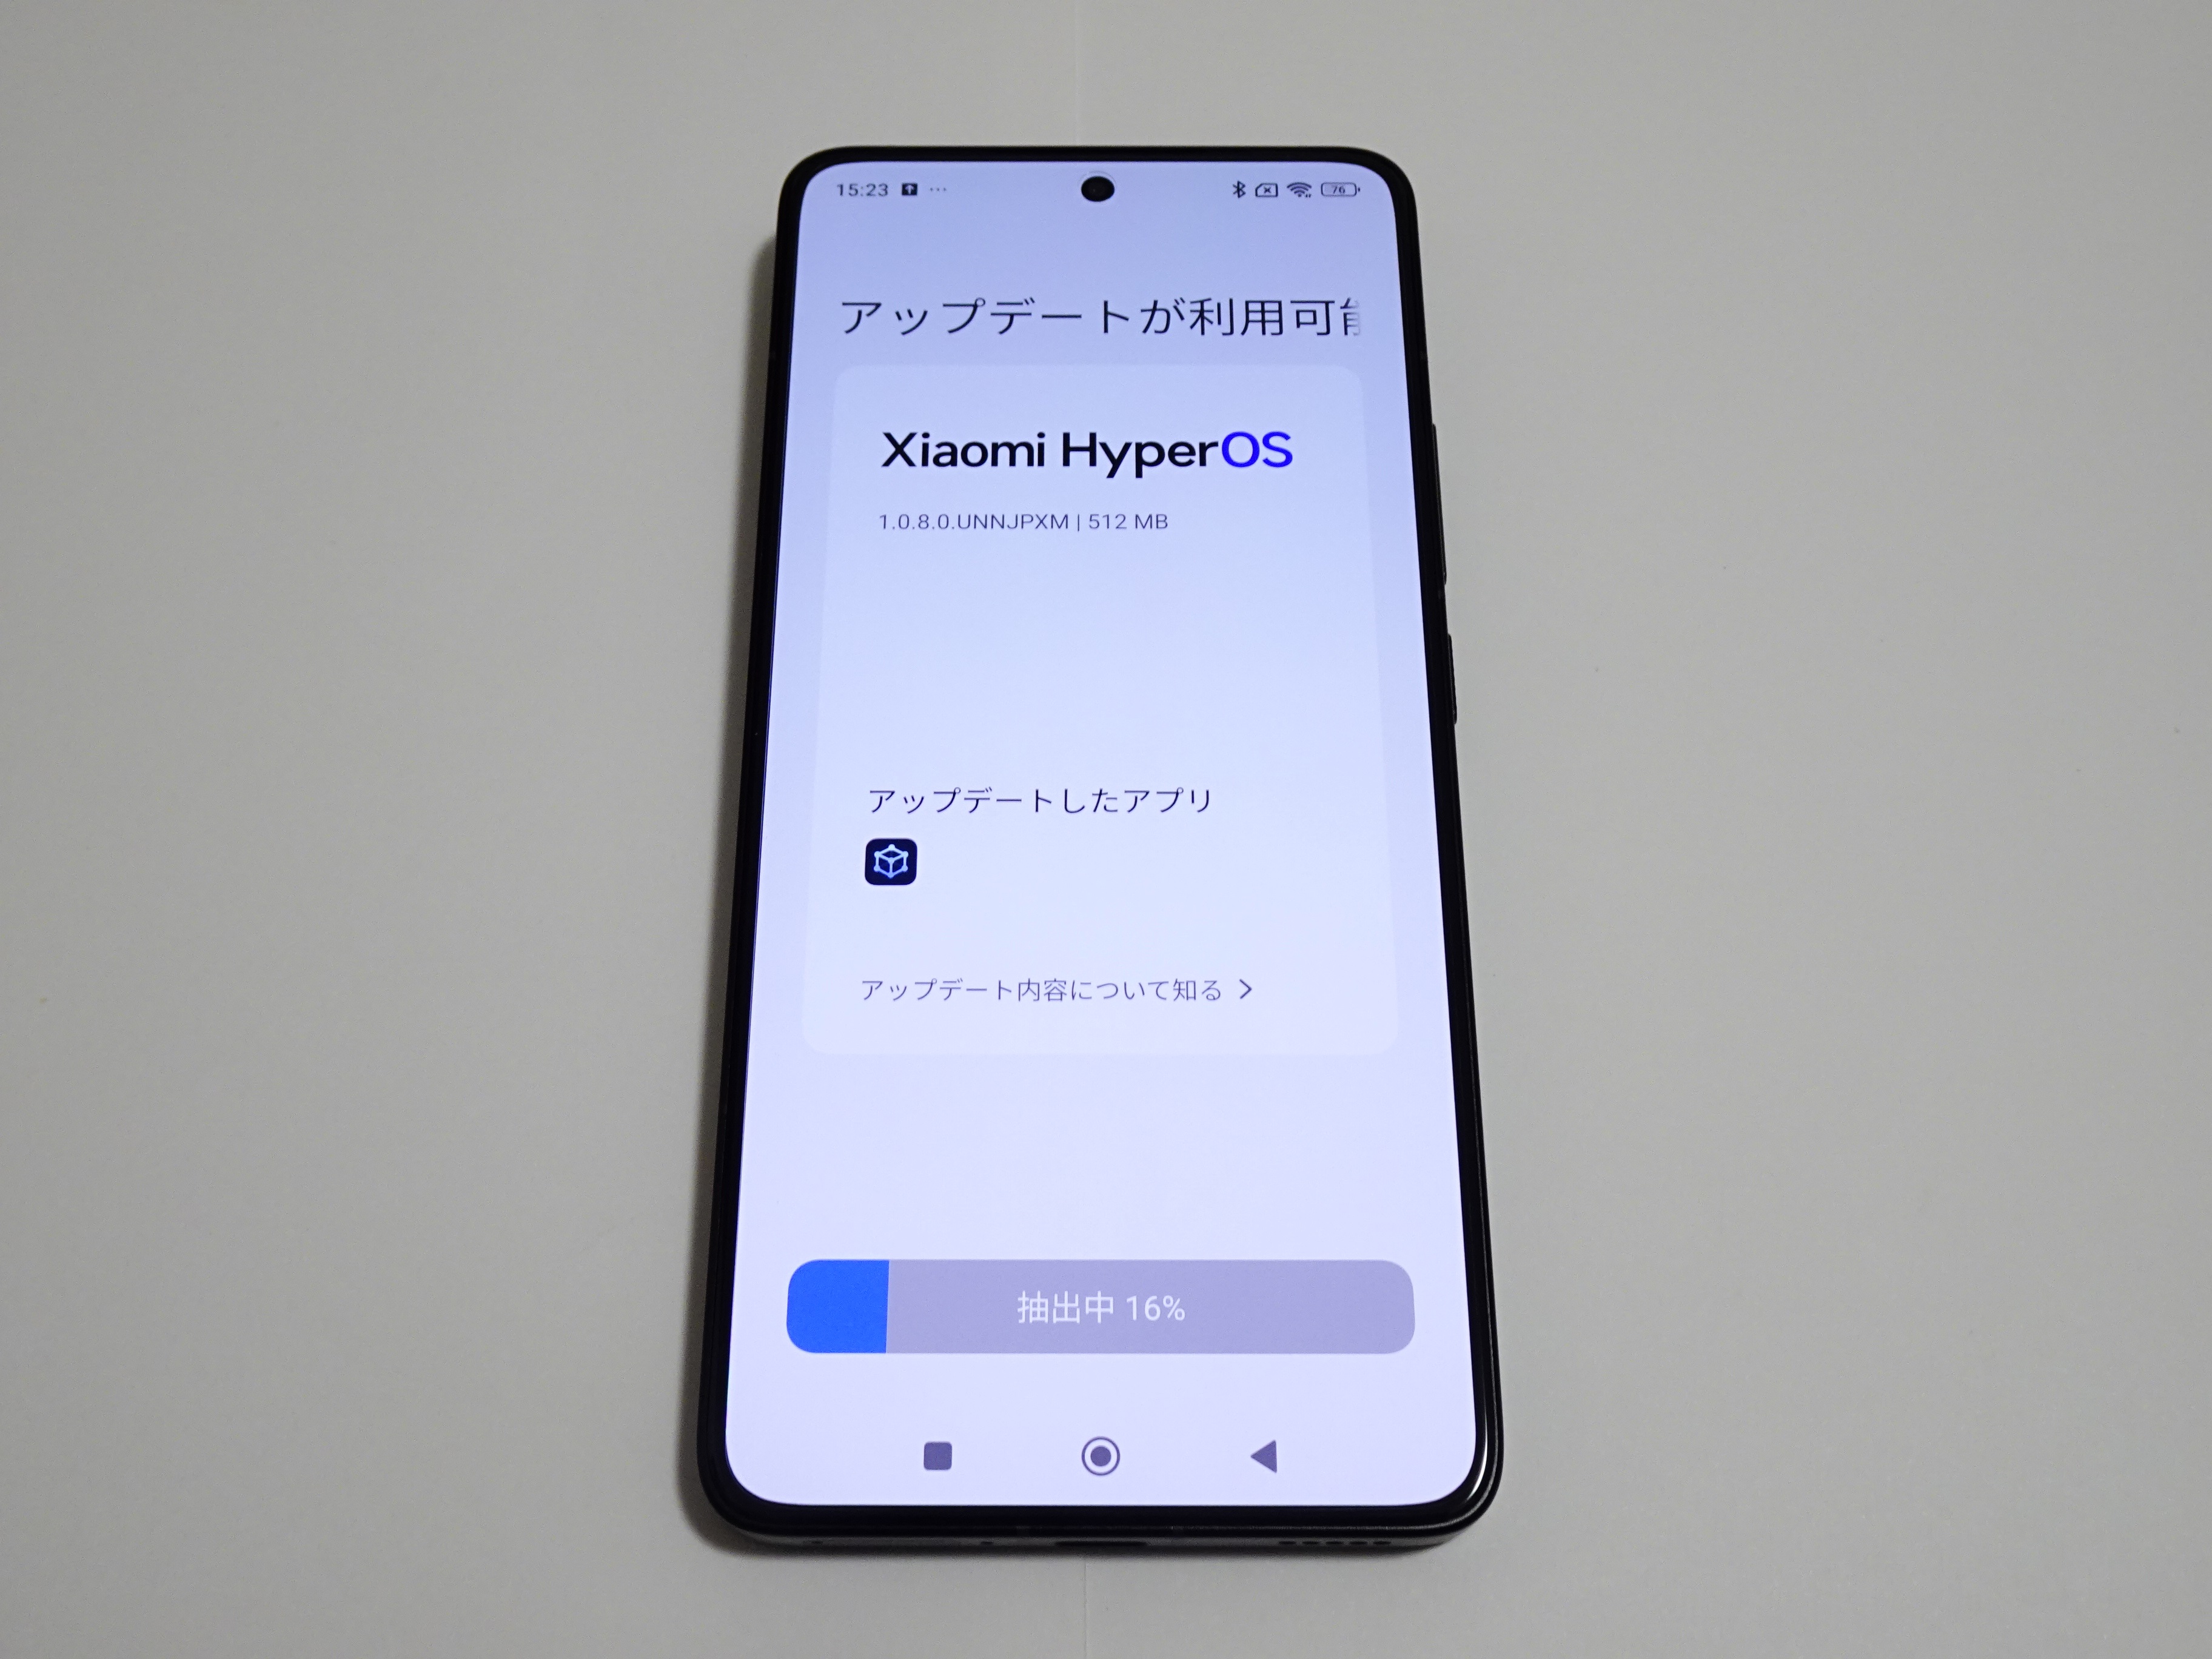 15:23
76
アップデートが利用可
Xiaomi HyperOS
1.0.8.0.UNNJPXM | 512 MB
アップデートしたアプリ
アップデート内容について知る
抽出中 16%